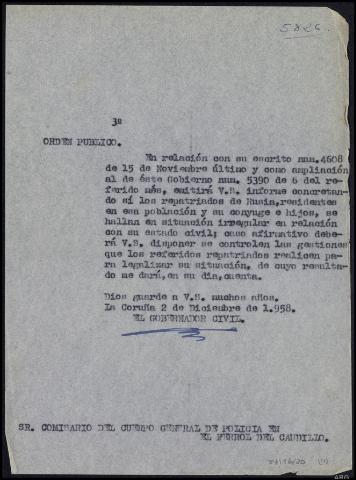 5826
3ª
ORDEN PUBLICO.
En relación con su escrito num.4608
de 15 de Noviembre último y como ampliación
al de éste Gobierno num. 5390 de 6 del re-
ferido més, emitirá V.S. informe concretan-
do sí los repatriados de Rusia,residentes
en esa población y su conyuge e hijos, se
hallan en situación irregular en relación
con su estado civil; caso afirmativo debe-
rá V.S. disponer se controlen las gestiones
que los referidos repatriados realicen pa-
ra legalizar su situación, de cuyo resulta-
do me dará,en su dia,cuenta.
Dios guarde a V.S. muchos años.
La Coruña 2 de Diciembre de 1.958.
EL GOBERNADOR CIVIL.
SR. COMISARIO DEL CUERPO GENERAL DE POLICIA EN
EL FERROL DEL CAUDILLO.